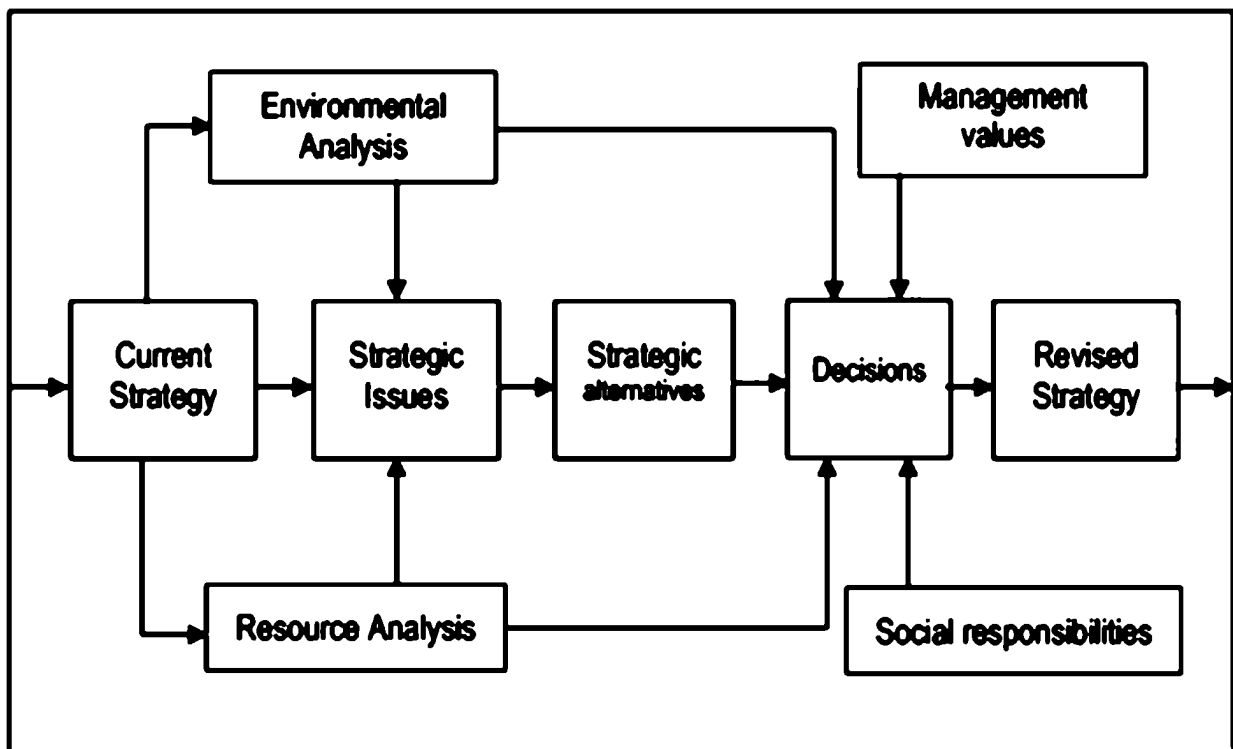 Environmental
Analysis
Management
values
Current
Strategy
Strategic
Issues
Strategic
alternatives
Decisions
Revised
Strategy
Resource Analysis
Social responsibilities